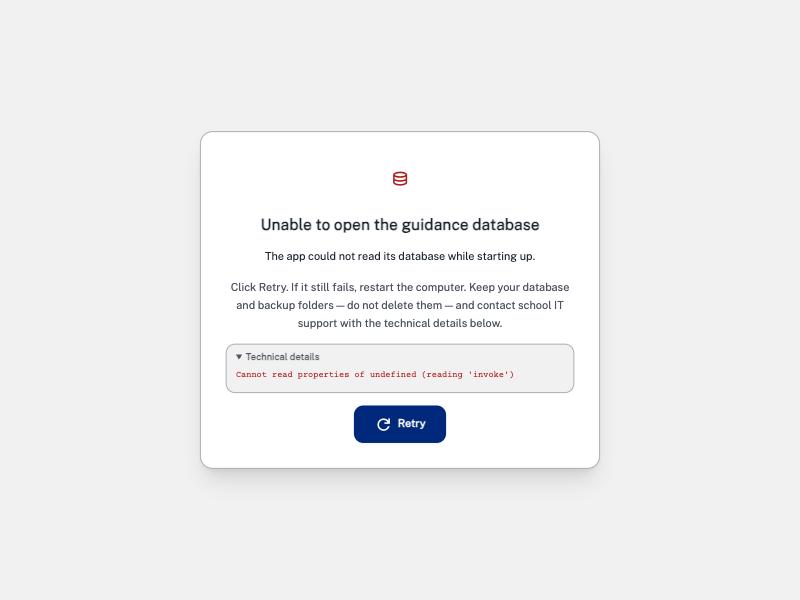 Unable to open the guidance database
The app could not read its database while starting up.
Click Retry. If it still fails, restart the computer. Keep your database
and backup folders — do not delete them — and contact school IT
support with the technical details below.
▼ Technical details
Cannot read properties of undefined (reading 'invoke')
Retry